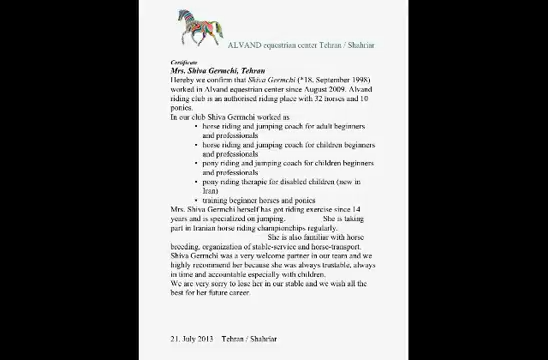 ALVAND equestrian center Tehran / Shahriar
Certificate
Mrs. Shiva Germchi, Tehran
Hereby we confirm that Shiva Germchi (*18. September 1998)
worked in Alvand equestrian center since August 2009. Alvand
riding club is an authorised riding place with 32 horses and 10
ponies.
In our club Shiva Germchi worked as
• horse riding and jumping coach for adult beginners
and professionals
• horse riding and jumping coach for children beginners
and professionals
• pony riding and jumping coach for children beginners
and professionals
• pony riding therapie for disabled children (new in
Iran)
• training beginner horses and ponies
Mrs. Shiva Germchi herself has got riding exercise since 14
years and is specialized on jumping. She is taking
part in Iranian horse riding championships regularly.
She is also familiar with horse
breeding, organization of stable-service and horse-transport.
Shiva Germchi was a very welcome partner in our team and we
highly recommend her because she was always trustable, always
in time and accountable especially with children.
We are very sorry to lose her in our stable and we wish all the
best for her future career.
21. July 2013 Tehran / Shahriar